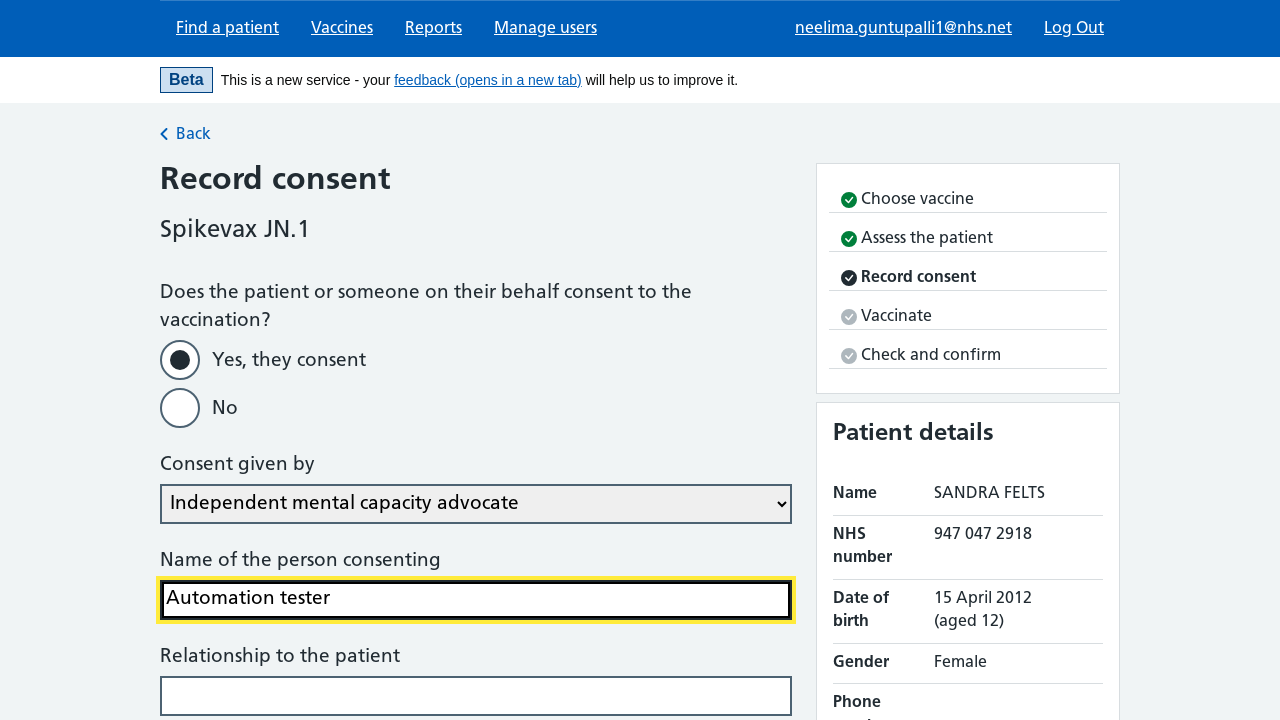 Find a patient
Vaccines
Reports
Manage users
neelima.guntupalli1@nhs.net
Log Out
Beta
This is a new service - your feedback (opens in a new tab) will help us to improve it.
Back
Record consent
Spikevax JN.1
Does the patient or someone on their behalf consent to the
vaccination?
Yes, they consent
No
Consent given by
Independent mental capacity advocate
Name of the person consenting
Automation tester
Relationship to the patient
Choose vaccine
Assess the patient
Record consent
Vaccinate
Check and confirm
Patient details
Name SANDRA FELTS
NHS 947 047 2918
number
Date of 15 April 2012
birth (aged 12)
Gender Female
Phone